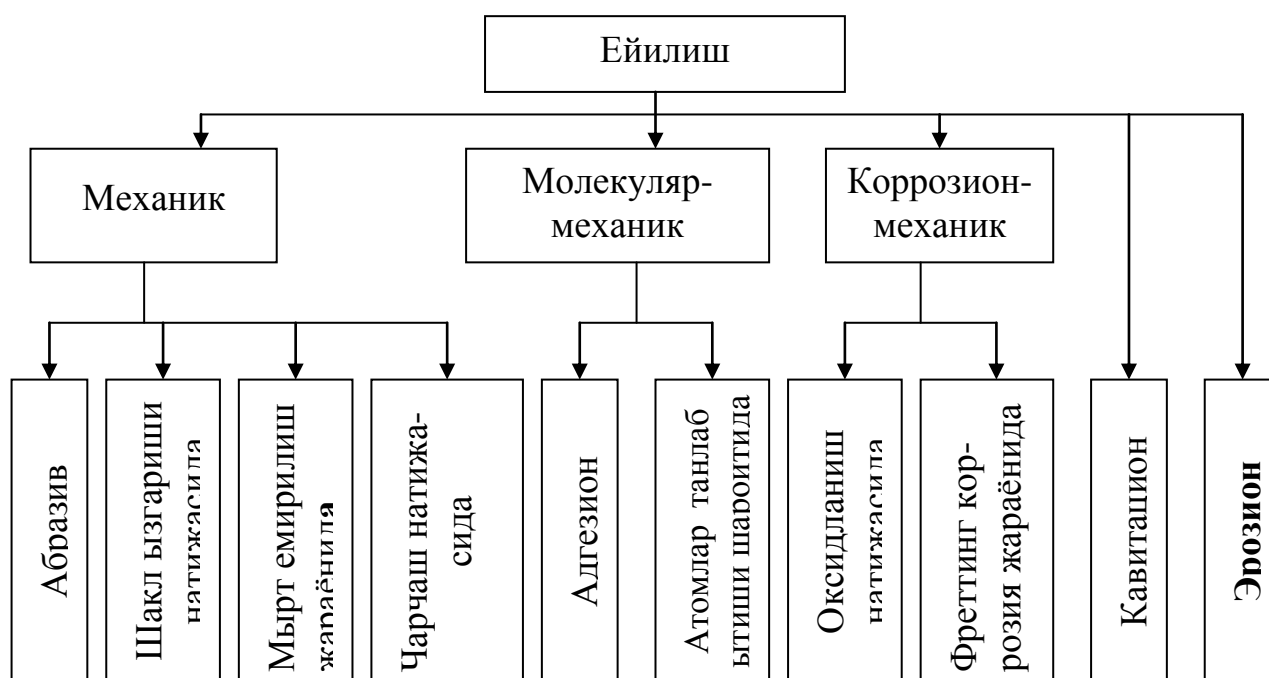 Ейилиш
Механик
Молекуляр-
механик
Коррозион-
механик
Абразив
Шакл ызгариши
натижасида
Мырт емирилиш
жараёнида
Чарчаш натижа-
сида
Адгезион
Атомлар танлаб
ытиши шароитида
Оксидланиш
натижасида
Фреттинг кор-
розия жараёнида
Кавитацион
Эрозион